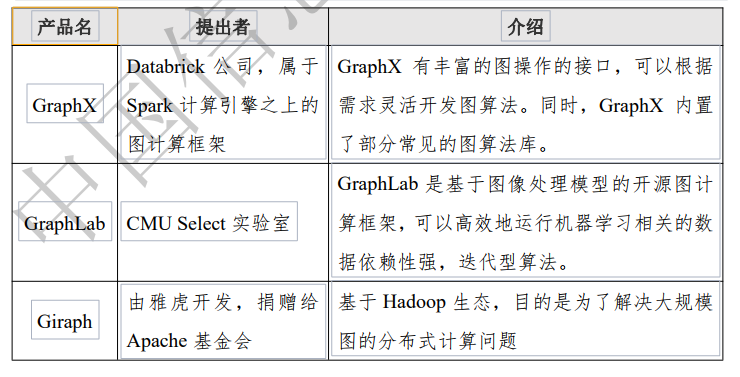 产品名 提出者 介绍
GraphX
Databrick 公司，属于
Spark 计算引擎之上的
图计算框架
GraphX 有丰富的图操作的接口，可以根据
需求灵活开发图算法。同时，GraphX 内置
了部分常见的图算法库。
GraphLab
CMU Select 实验室
GraphLab 是基于图像处理模型的开源图计
算框架，可以高效地运行机器学习相关的数
据依赖性强，迭代型算法。
Giraph
由雅虎开发，捐赠给
Apache 基金会
基于 Hadoop 生态，目的是为了解决大规模
图的分布式计算问题
中国信